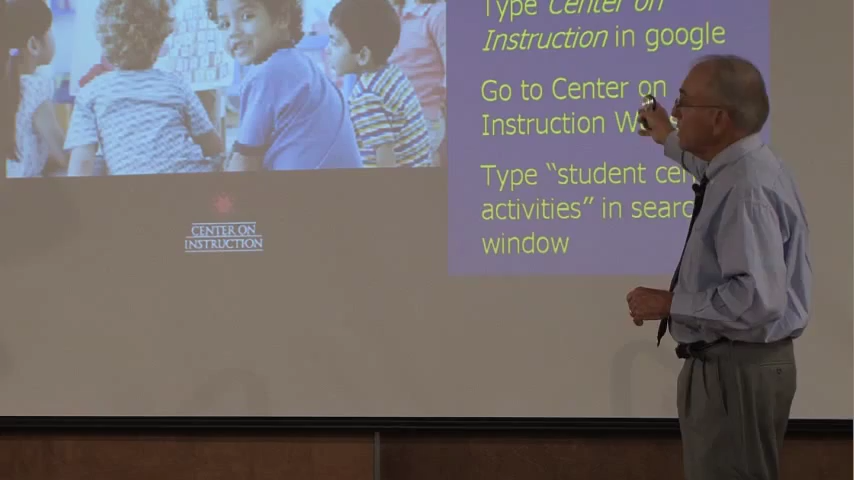 Type Center on
Instruction in google
Go to Center on
Instruction
Type "student
activities" in
window
CENTER ON
INSTRUCTION